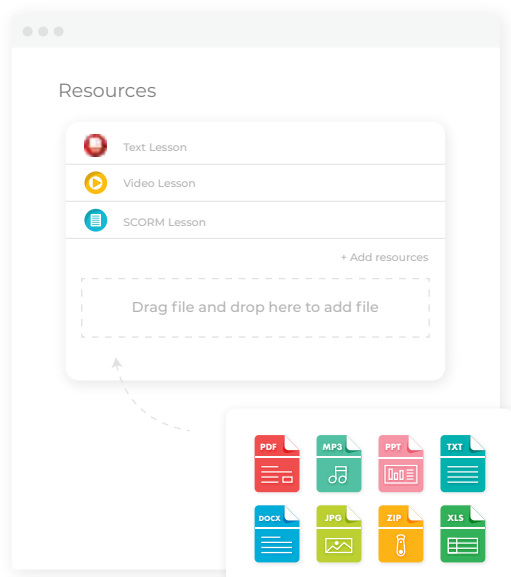 Resources
Text Lesson
Video Lesson
SCORM Lesson
+ Add resources
Drag file and drop here to add file
PDF MP3 PPT TXT
DOCX JPG ZIP XLS